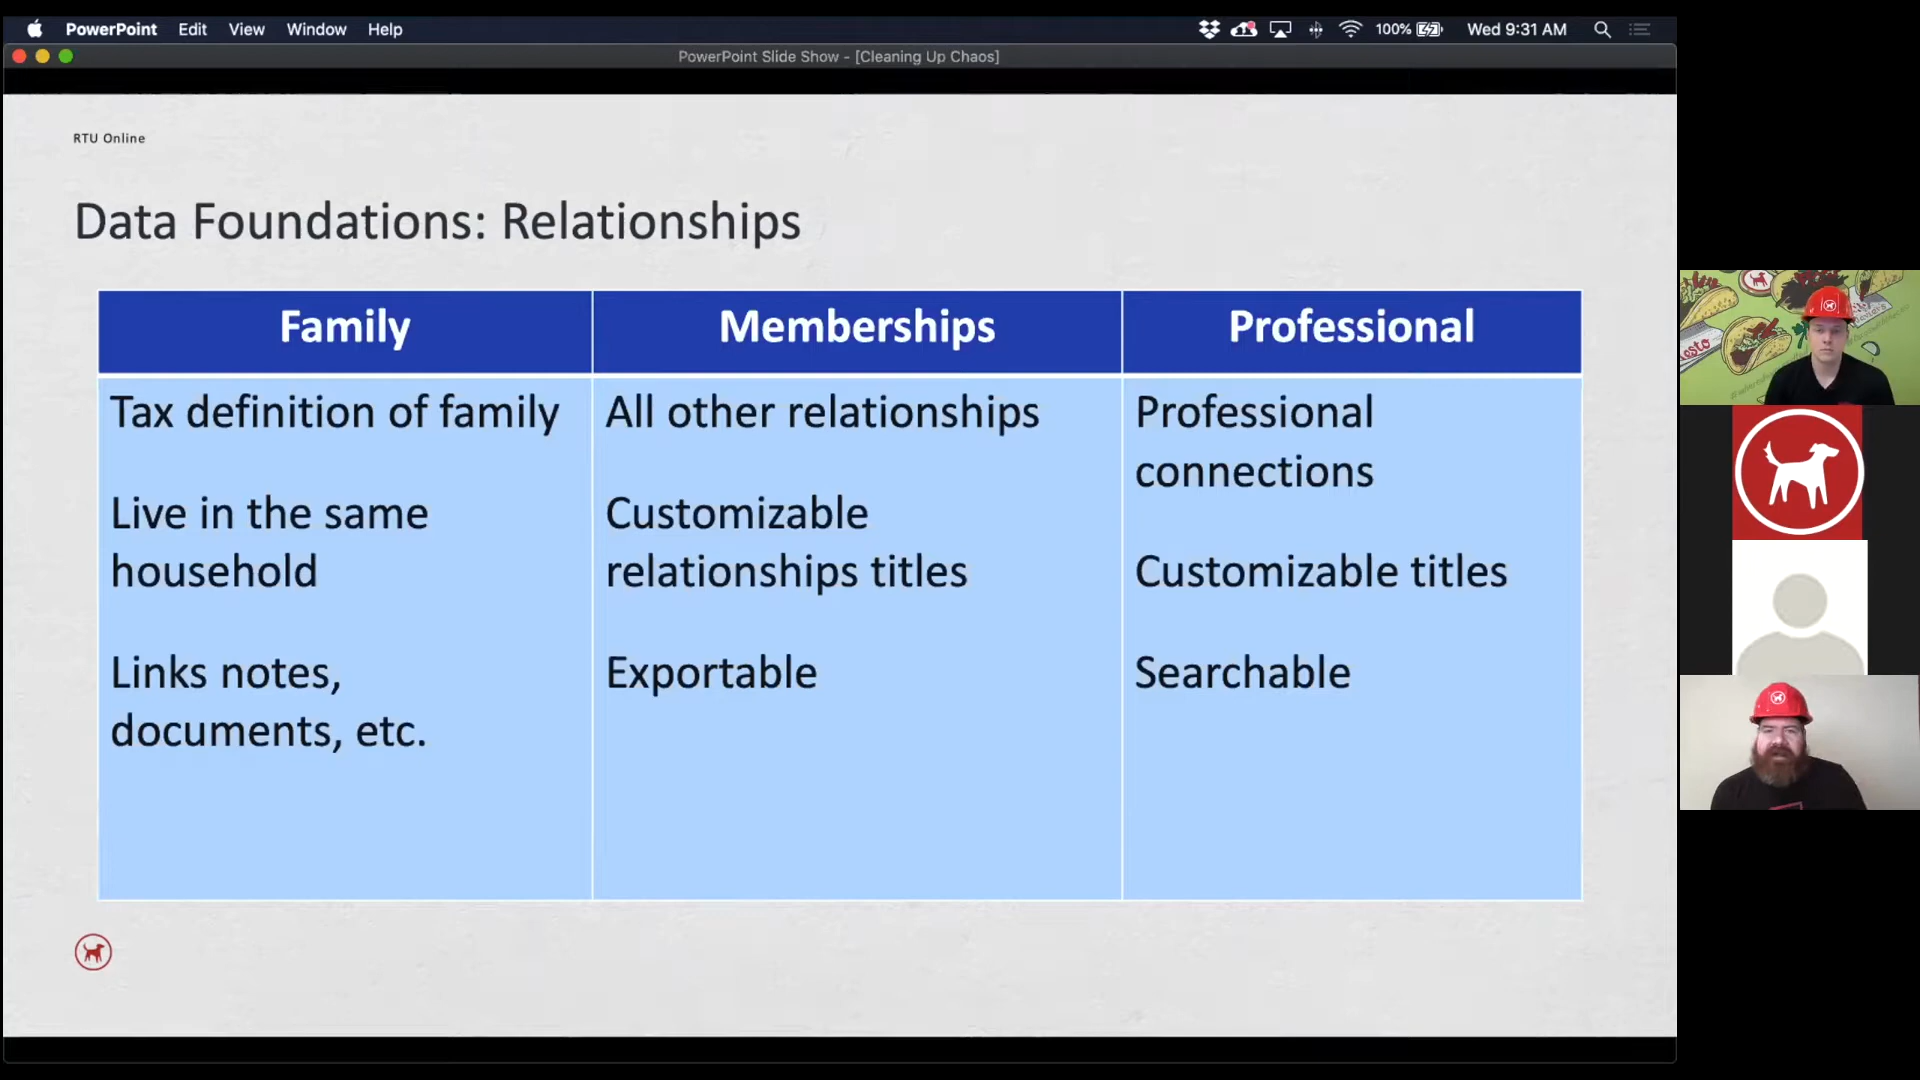 PowerPoint Edit View Window Help 100% Wed 9:31 AM
PowerPoint Slide Show - [Cleaning Up Chaos]
RTU Online
Data Foundations: Relationships
Family Memberships Professional
Tax definition of family
Live in the same
household
Links notes,
documents, etc.
All other relationships
Customizable
relationships titles
Exportable
Professional
connections
Customizable titles
Searchable